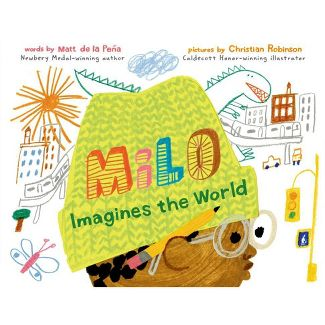 words by Matt de la Peña
Newbery Medal-winning author
pictures by Christian Robinson
Caldecott Honor-winning illustrator
MiLO
Imagines the World